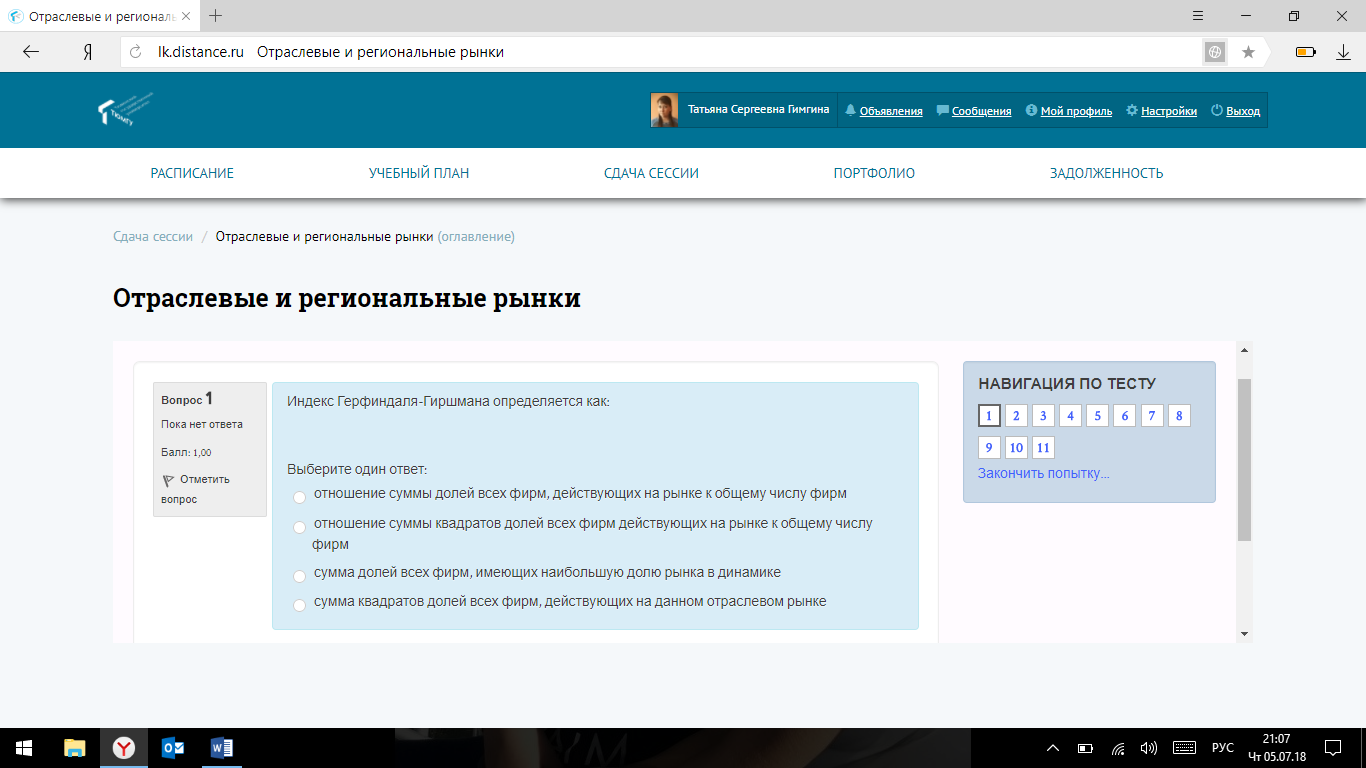 Отраслевые и региональ
lk.distance.ru Отраслевые и региональные рынки
Татьяна Сергеевна Гимгина Объявления Сообщения Мой профиль Настройки Выход
РАСПИСАНИЕ УЧЕБНЫЙ ПЛАН СДАЧА СЕССИИ ПОРТФОЛИО ЗАДОЛЖЕННОСТЬ
Сдача сессии / Отраслевые и региональные рынки (оглавление)
Отраслевые и региональные рынки
Вопрос 1
Пока нет ответа
Балл: 1,00
Отметить
вопрос
Индекс Герфиндаля-Гиршмана определяется как:
Выберите один ответ:
отношение суммы долей всех фирм, действующих на рынке к общему числу фирм
отношение суммы квадратов долей всех фирм действующих на рынке к общему числу
фирм
сумма долей всех фирм, имеющих наибольшую долю рынка в динамике
сумма квадратов долей всех фирм, действующих на данном отраслевом рынке
НАВИГАЦИЯ ПО ТЕСТУ
1 2 3 4 5 6 7 8
9 10 11
Закончить попытку...
РУС
21:07
Чт 05.07.18